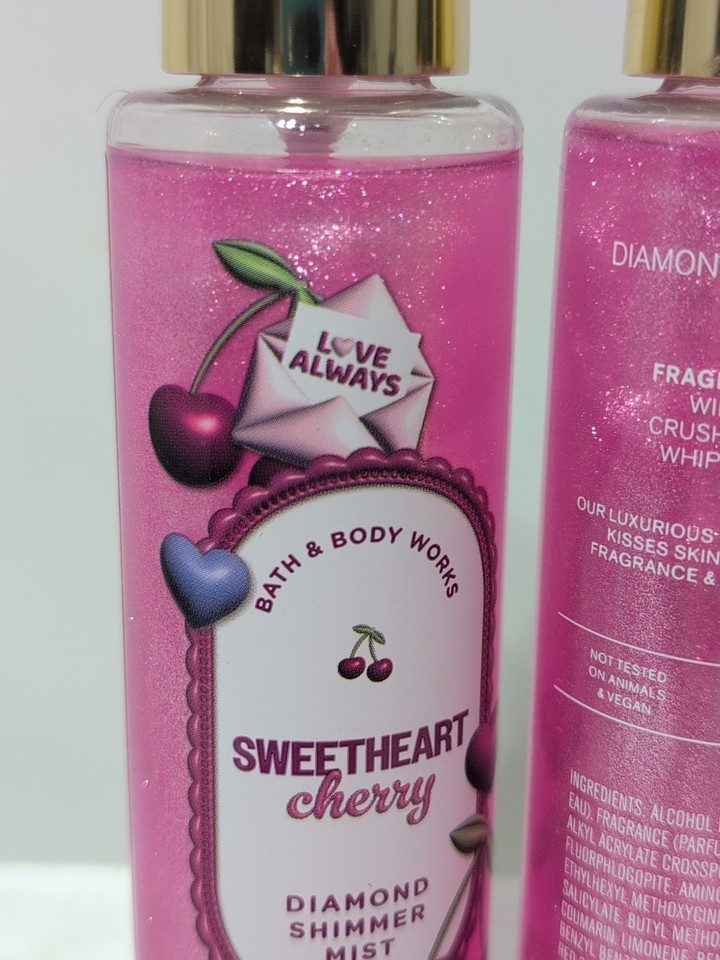 LOVE
ALWAYS
BATH & BODY WORKS
SWEETHEART
cherry
DIAMOND
SHIMMER
MIST
DIAMON
FRAG
WI
CRUSH
WHIP
OUR LUXURIOUS-
KISSES SKIN
FRAGRANCE &
NOT TESTED
ON ANIMALS
& VEGAN
INGREDIENTS: ALCOHOL
EAU), FRAGRANCE (PARF
ALKYL ACRYLATE CROSSP
FLUORPHLOGOPITE, AMINO
ETHYLHEXYL METHOXYCIN
SALICYLATE, BUTYL METHO
COUMARIN, LIMONENE,
BENZYL